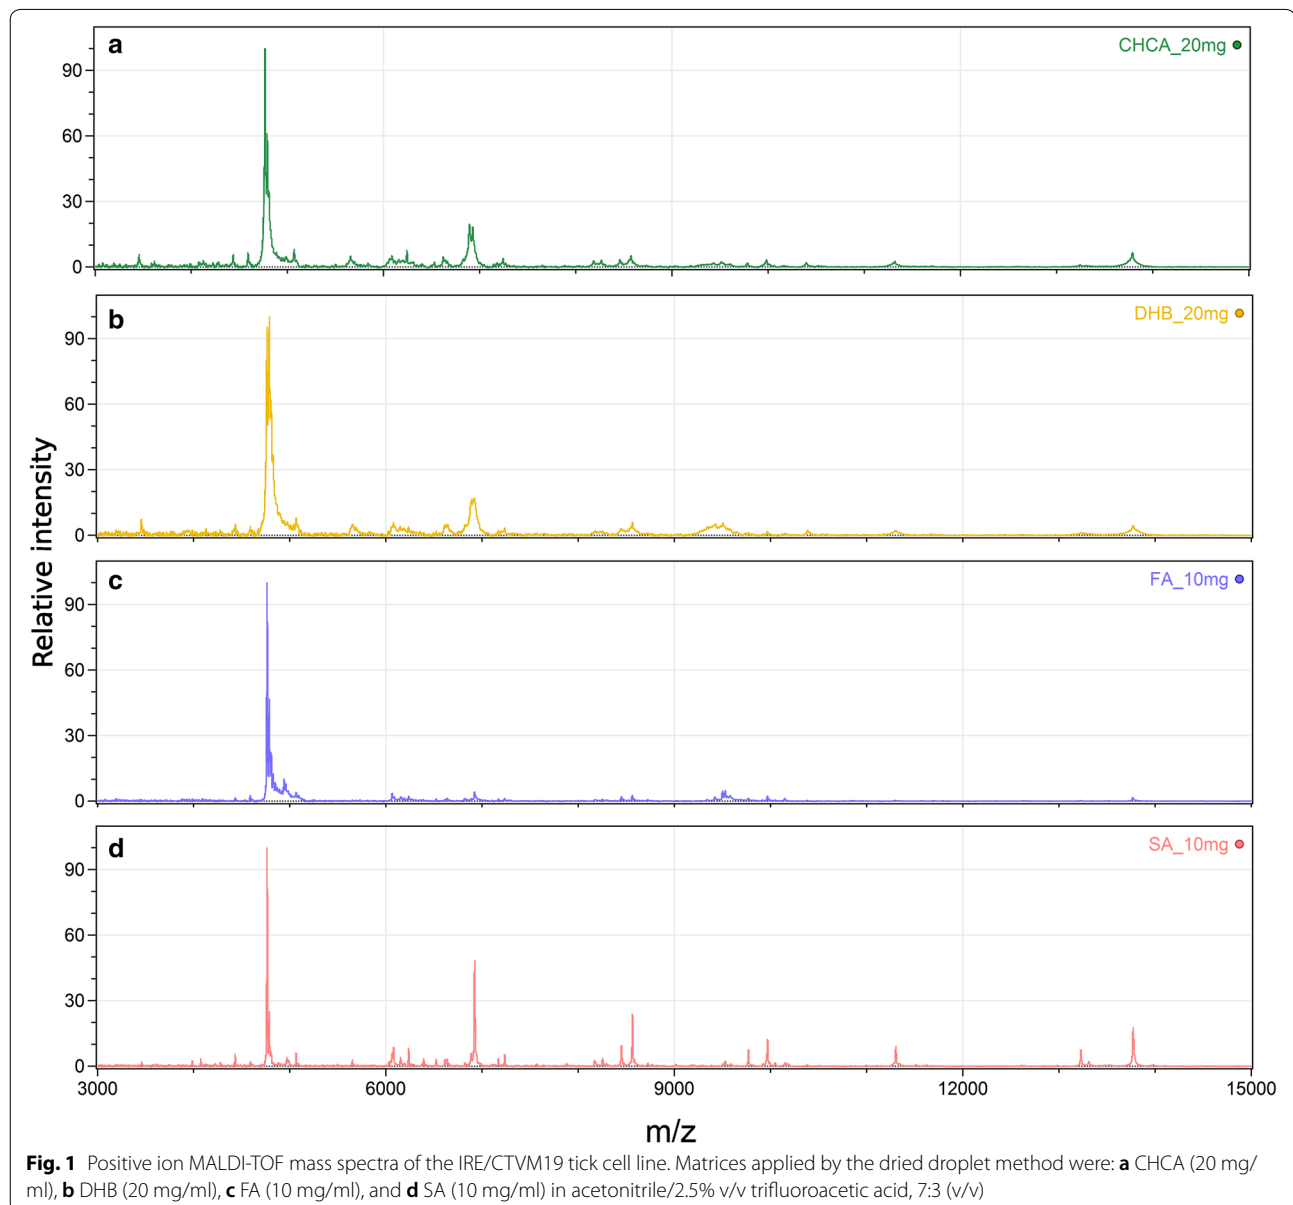 a
CHCA_20mg
90
60
30
0
b
DHB_20mg
90
60
30
0
c
FA_10mg
90
60
30
0
d
SA_10mg
90
60
30
0
3000
6000
9000
12000
15000
Relative intensity
m/z
Fig. 1 Positive ion MALDI-TOF mass spectra of the IRE/CTVM19 tick cell line. Matrices applied by the dried droplet method were: a CHCA (20 mg/
ml), b DHB (20 mg/ml), c FA (10 mg/ml), and d SA (10 mg/ml) in acetonitrile/2.5% v/v trifluoroacetic acid, 7:3 (v/v)